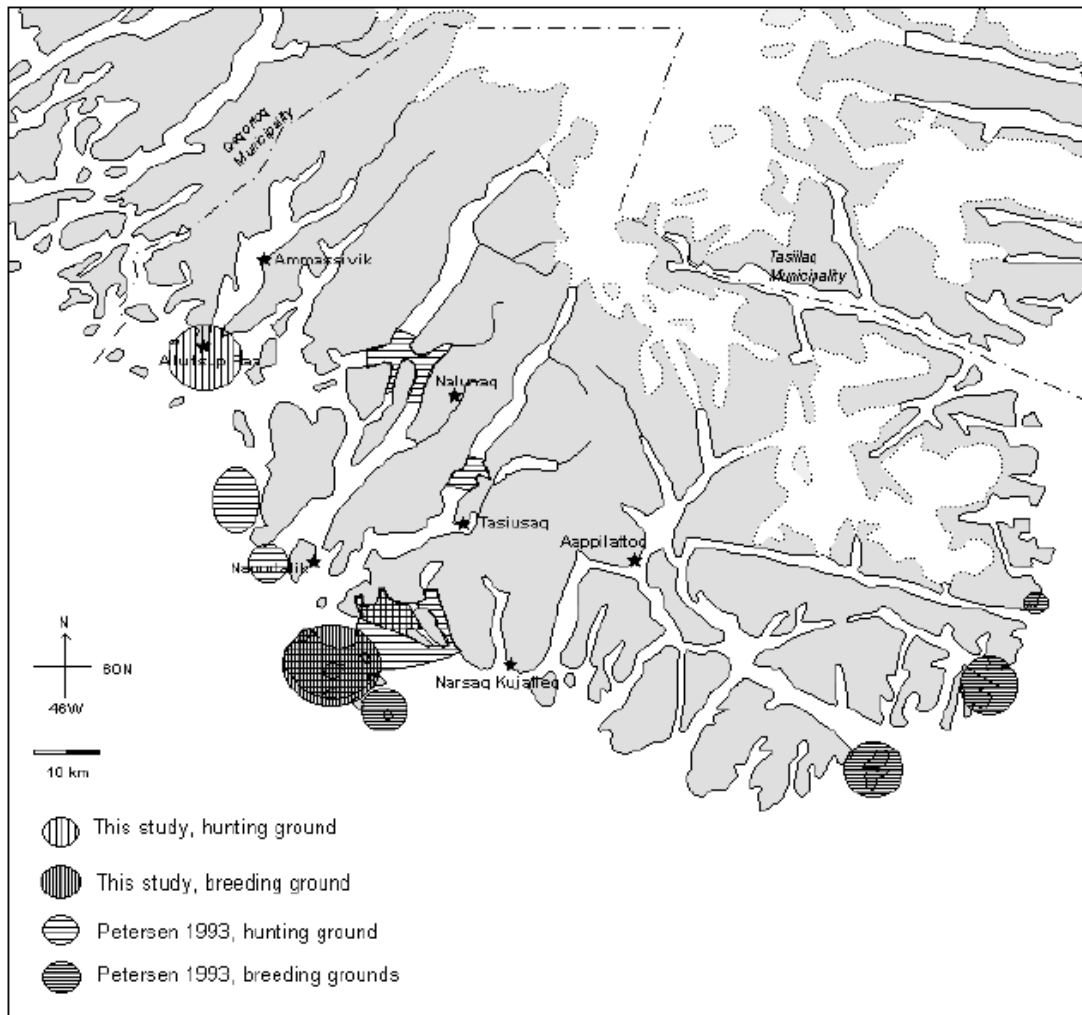 Qaqortoq
Municipality
Ammassivik
Tasiilaq
Municipality
Nalunaq
Tasiusaq
Aappilattoq
Narsaq Kujalleq
N
60N
46W
10 km
This study, hunting ground
This study, breeding ground
Petersen 1993, hunting ground
Petersen 1993, breeding grounds